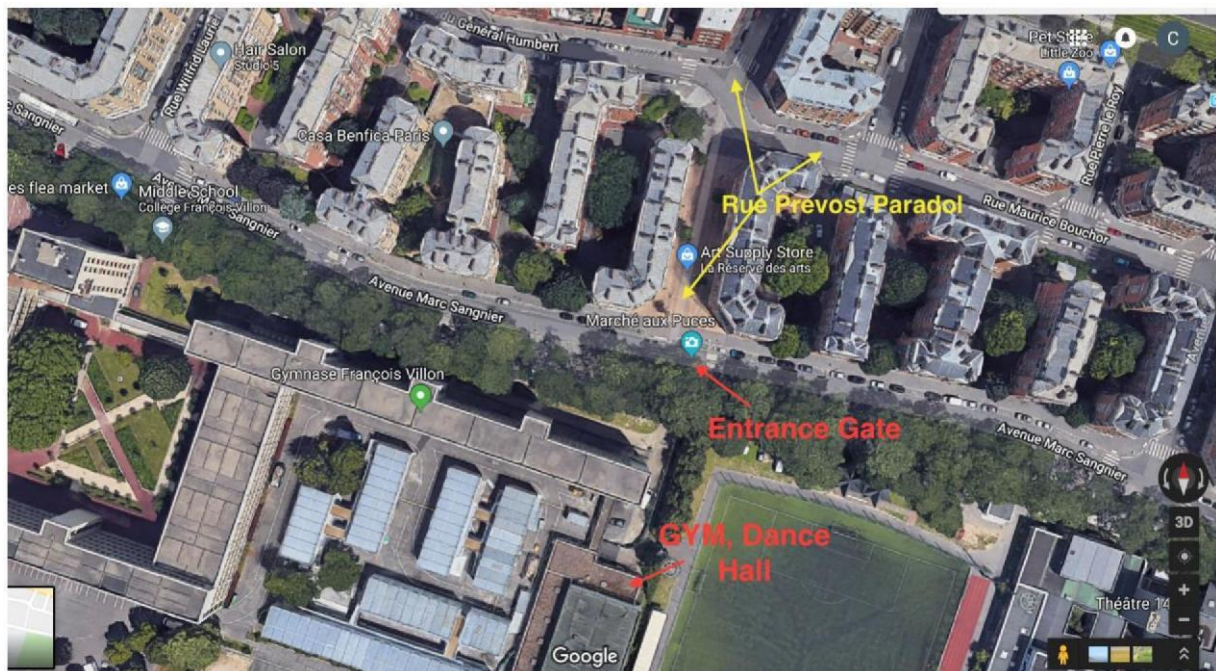 du Général Humbert
Pet Store
Little Zoo
C
Hair Salon
Studio 5
Rue Wilfrid Laurier
Rue Pierre le Roy
Sangnier
Casa Benfica Paris
Rue Prevost Paradol
Rue Maurice Bouchor
es flea market
Middle School
College François-Villon
Art Supply Store
La Réserve des arts
Avenue Marc Sangnier
Marche aux Puces
Gymnase François Villon
Entrance Gate
Avenue Marc Sangnier
3D
GYM, Dance
Hall
Théâtre 14
Google